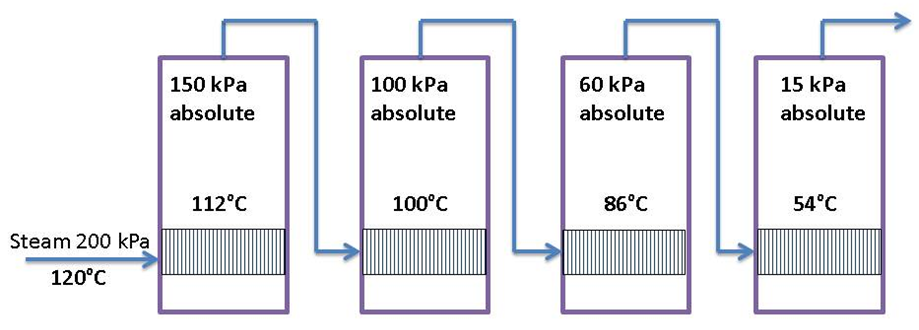 150 kPa
absolute
100 kPa
absolute
60 kPa
absolute
15 kPa
absolute
112°C
100°C
86°C
54°C
Steam 200 kPa
120°C